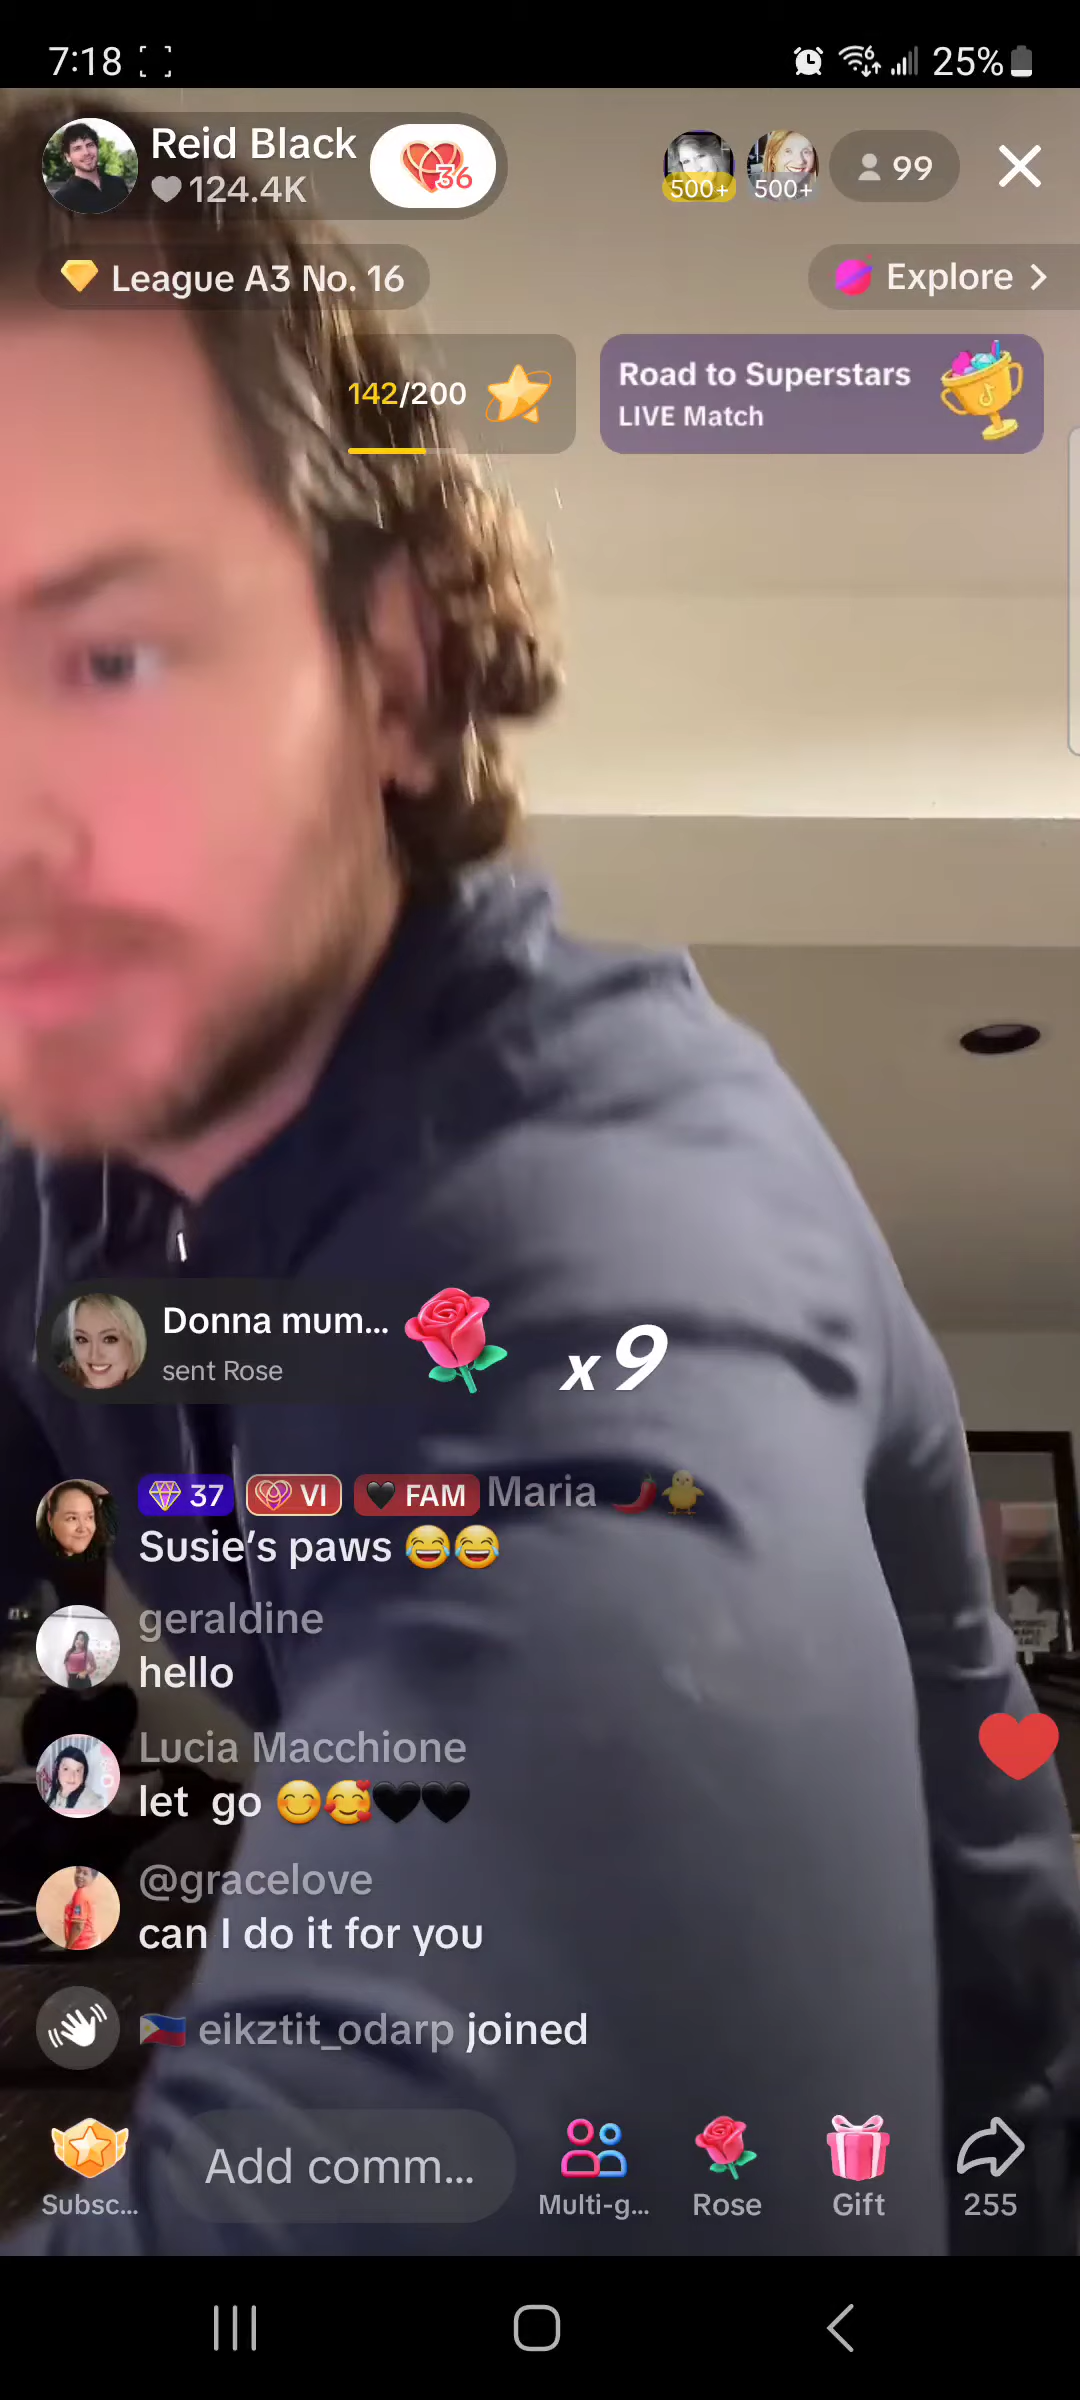 7:18
25%
Reid Black
124.4K
36
500+
500+
99
League A3 No. 16
Explore
142/200
Road to Superstars
LIVE Match
Donna mum...
sent Rose
x9
37 VI FAM Maria 🌶️🐥
Susie's paws 😂😂
geraldine
hello
Lucia Macchione
let go 😊🥰🖤🖤
@gracelove
can I do it for you
🇵🇭 eikztit_odarp joined
Subsc...
Add comm...
Multi-g...
Rose
Gift
255